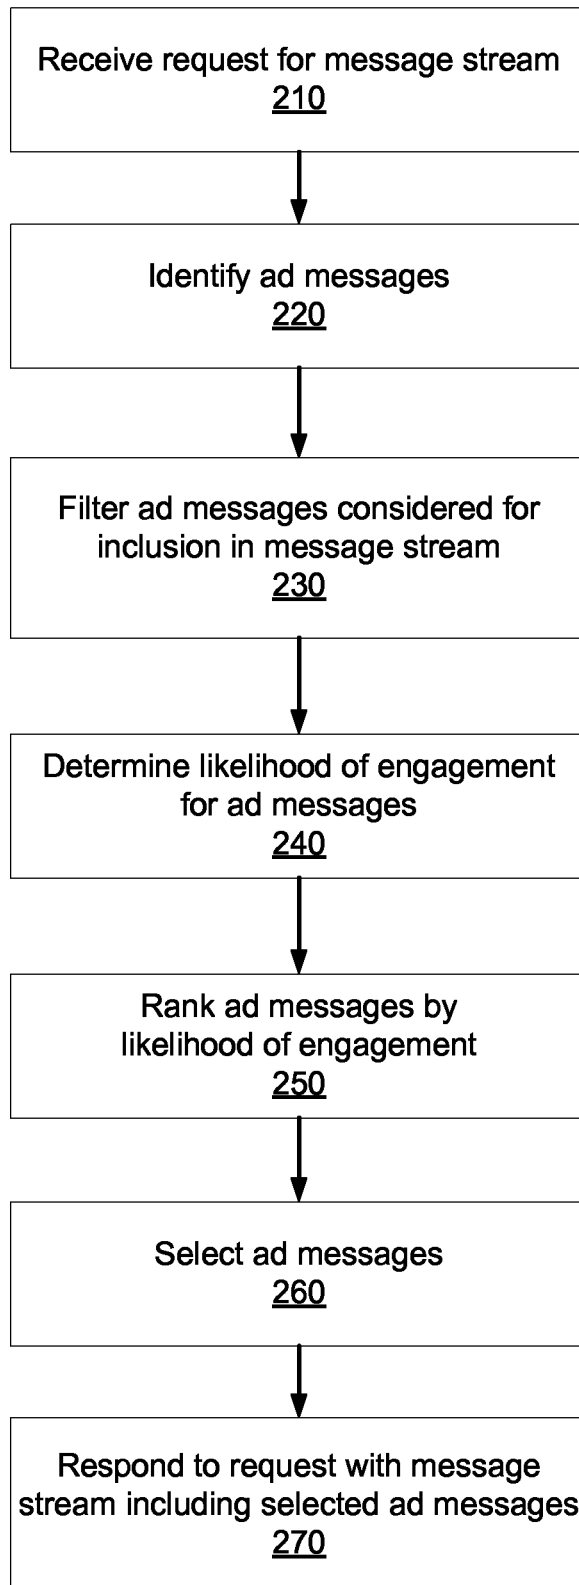 Receive request for message stream
210
Identify ad messages
220
Filter ad messages considered for
inclusion in message stream
230
Determine likelihood of engagement
for ad messages
240
Rank ad messages by
likelihood of engagement
250
Select ad messages
260
Respond to request with message
stream including selected ad messages
270